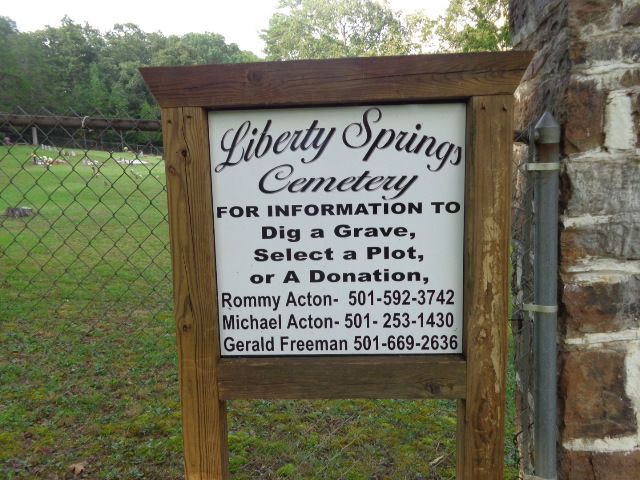 Liberty Springs
Cemetery
FOR INFORMATION TO
Dig a Grave,
Select a Plot,
or A Donation,
Rommy Acton- 501-592-3742
Michael Acton- 501- 253-1430
Gerald Freeman 501-669-2636